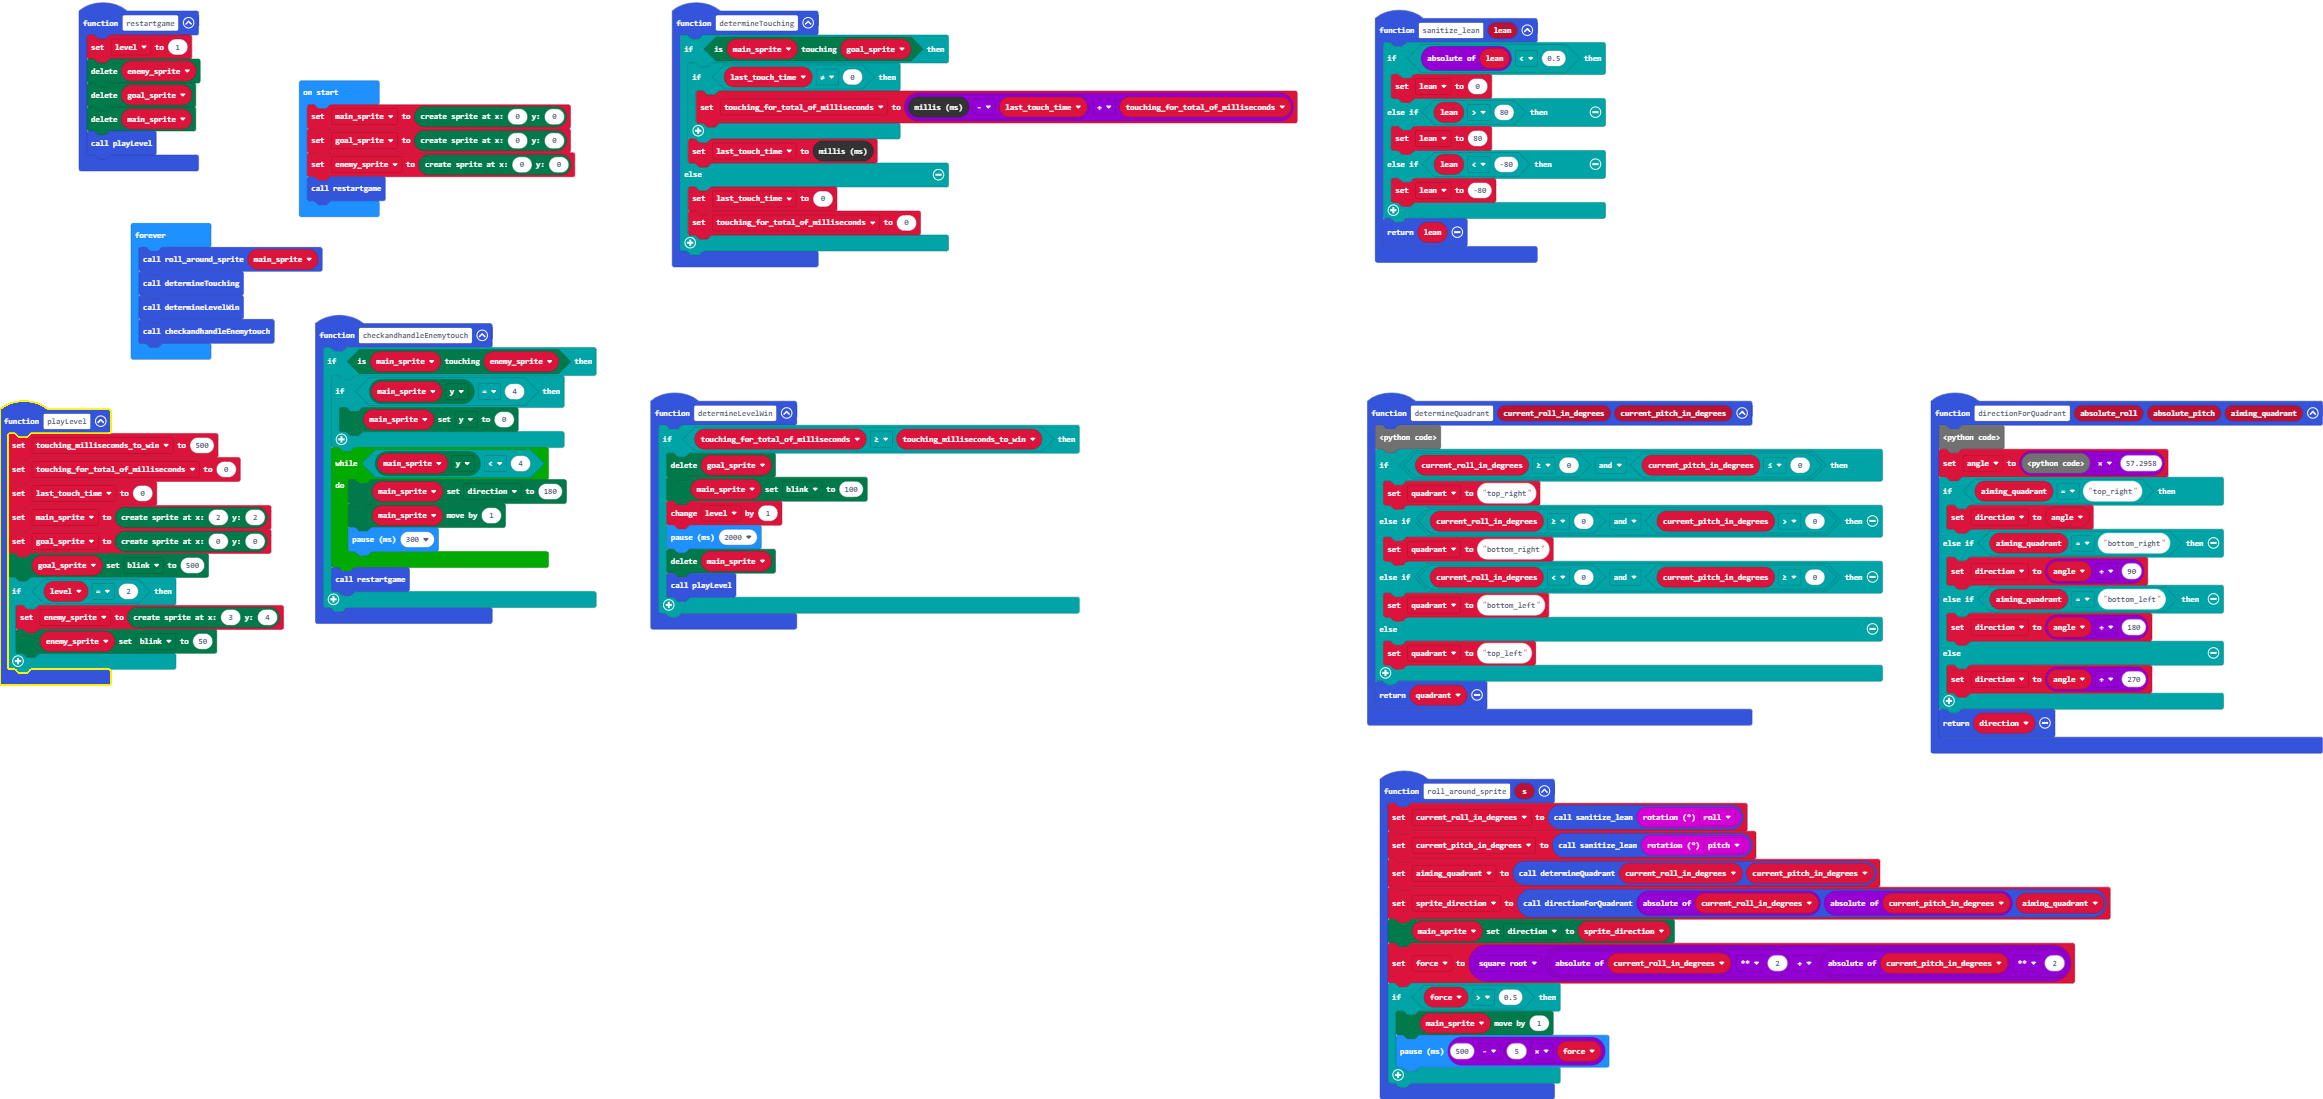 function restartgame
set level to 1
delete enemy_sprite
delete goal_sprite
delete main_sprite
call playLevel
on start
set main_sprite to create sprite at x: 0 y: 0
set goal_sprite to create sprite at x: 0 y: 0
set enemy_sprite to create sprite at x: 0 y: 0
call restartgame
forever
call roll_around_sprite main_sprite
call determineTouching
call determineLevelWin
call checkandhandleEnemytouch
function checkandhandleEnemytouch
if is main_sprite touching enemy_sprite then
if main_sprite y = 4 then
main_sprite set y to 0
while main_sprite y < 4
do main_sprite set direction to 180
main_sprite move by 1
pause (ms) 300
call restartgame
function playLevel
set touching_milliseconds_to_win to 500
set touching_for_total_of_milliseconds to 0
set last_touch_time to 0
set main_sprite to create sprite at x: 2 y: 2
set goal_sprite to create sprite at x: 0 y: 0
goal_sprite set blink to 500
if level = 2 then
set enemy_sprite to create sprite at x: 3 y: 4
enemy_sprite set blink to 50
function determineTouching
if is main_sprite touching goal_sprite then
if last_touch_time ≠ 0 then
set touching_for_total_of_milliseconds to millis (ms) - last_touch_time + touching_for_total_of_milliseconds
set last_touch_time to millis (ms)
else
set last_touch_time to 0
set touching_for_total_of_milliseconds to 0
function determineLevelWin
if touching_for_total_of_milliseconds ≥ touching_milliseconds_to_win then
delete goal_sprite
main_sprite set blink to 100
change level by 1
pause (ms) 2000
delete main_sprite
call playLevel
function sanitize_lean lean
if absolute of lean < 0.5 then
set lean to 0
else if lean > 80 then
set lean to 80
else if lean < -80 then
set lean to -80
return lean
function determineQuadrant current_roll_in_degrees current_pitch_in_degrees
<python code>
if current_roll_in_degrees ≥ 0 and current_pitch_in_degrees ≤ 0 then
set quadrant to "top_right"
else if current_roll_in_degrees ≥ 0 and current_pitch_in_degrees > 0 then
set quadrant to "bottom_right"
else if current_roll_in_degrees < 0 and current_pitch_in_degrees ≥ 0 then
set quadrant to "bottom_left"
else
set quadrant to "top_left"
return quadrant
function directionForQuadrant absolute_roll absolute_pitch aiming_quadrant
<python code>
set angle to <python code> × 57.2958
if aiming_quadrant = "top_right" then
set direction to angle
else if aiming_quadrant = "bottom_right" then
set direction to angle + 90
else if aiming_quadrant = "bottom_left" then
set direction to angle + 180
else
set direction to angle + 270
return direction
function roll_around_sprite s
set current_roll_in_degrees to call sanitize_lean rotation (°) roll
set current_pitch_in_degrees to call sanitize_lean rotation (°) pitch
set aiming_quadrant to call determineQuadrant current_roll_in_degrees current_pitch_in_degrees
set sprite_direction to call directionForQuadrant absolute of current_roll_in_degrees absolute of current_pitch_in_degrees aiming_quadrant
main_sprite set direction to sprite_direction
set force to square root absolute of current_roll_in_degrees ** 2 + absolute of current_pitch_in_degrees ** 2
if force > 0.5 then
main_sprite move by 1
pause (ms) 500 - 5 × force